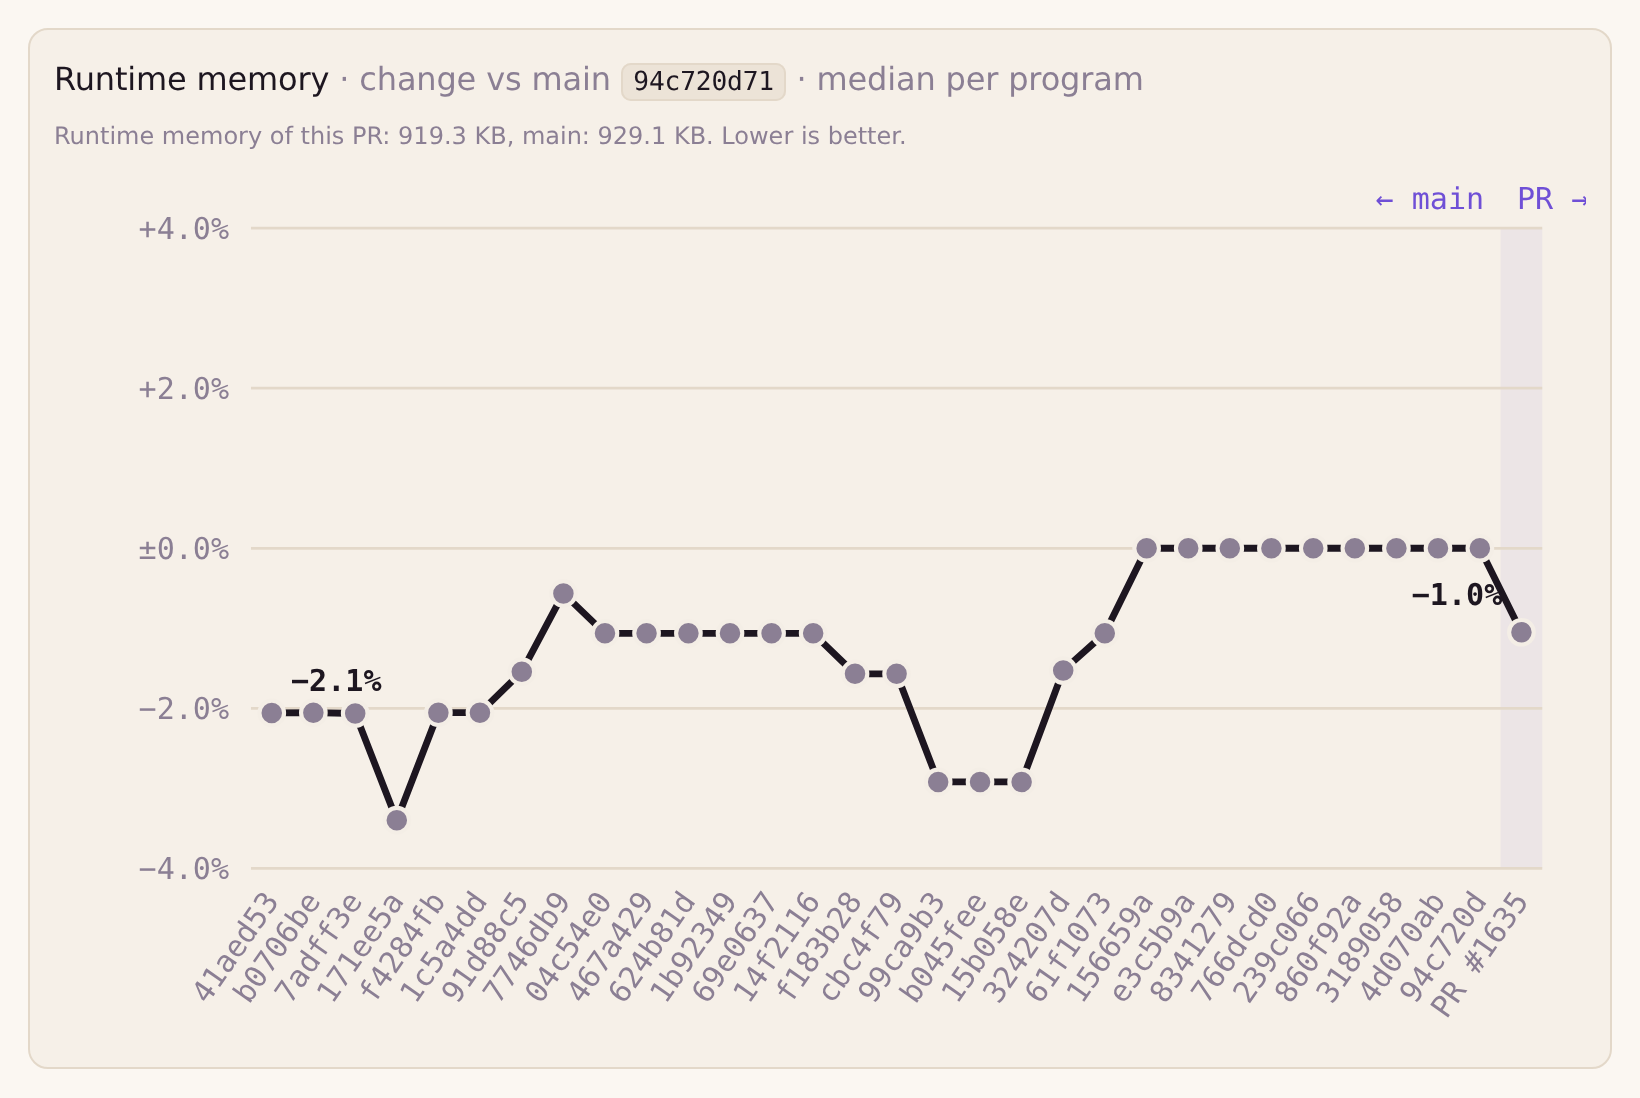 Runtime memory · change vs main 94c720d71 · median per program
Runtime memory of this PR: 919.3 KB, main: 929.1 KB. Lower is better.
← main PR →
+4.0%
+2.0%
±0.0%
−1.0%
−2.1%
−2.0%
−4.0%
41aed53
b0706be
7adff3e
171ee5a
f4284fb
1c5a4dd
91d88c5
7746db9
04c54e0
467a429
624b81d
1b92349
69e0637
14f2116
f183b28
cbc4f79
99ca9b3
b045fee
15b058e
324207d
61f1073
156659a
e3c5b9a
8341279
766dcd0
239c066
860f92a
3189058
4d070ab
94c720d
PR #1635